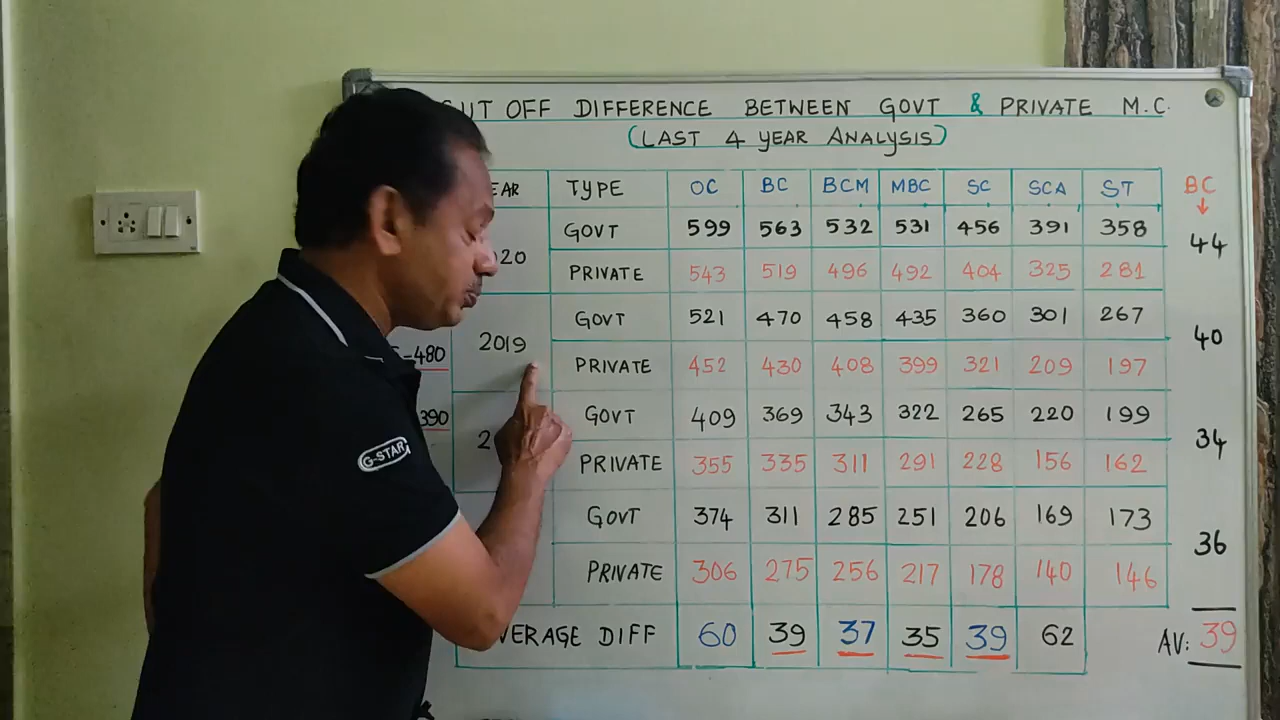 CUT OFF DIFFERENCE BETWEEN GOVT & PRIVATE M.C.
(LAST 4 YEAR ANALYSIS)
TYPE OC BC BCM MBC SC SCA ST BC
GOVT 599 563 532 531 456 391 358 44
PRIVATE 543 519 496 492 404 325 281
2019 GOVT 521 470 458 435 360 301 267 40
-480 PRIVATE 452 430 408 399 321 209 197
390 GOVT 409 369 343 322 265 220 199 34
PRIVATE 355 335 311 291 228 156 162
GOVT 374 311 285 251 206 169 173 36
PRIVATE 306 275 256 217 178 140 146
DIFF 60 39 37 35 39 62 AV: 39
G-STAR